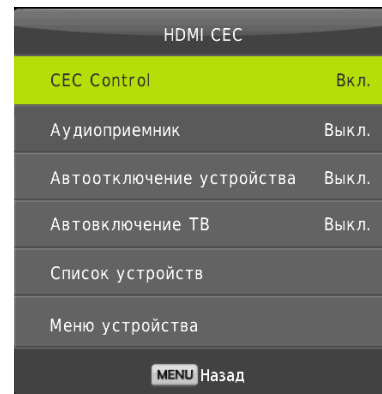 HDMI CEC
CEC Control Вкл.
Аудиоприемник Выкл.
Автоотключение устройства Выкл.
Автовключение ТВ Выкл.
Список устройств
Меню устройства
MENU Назад